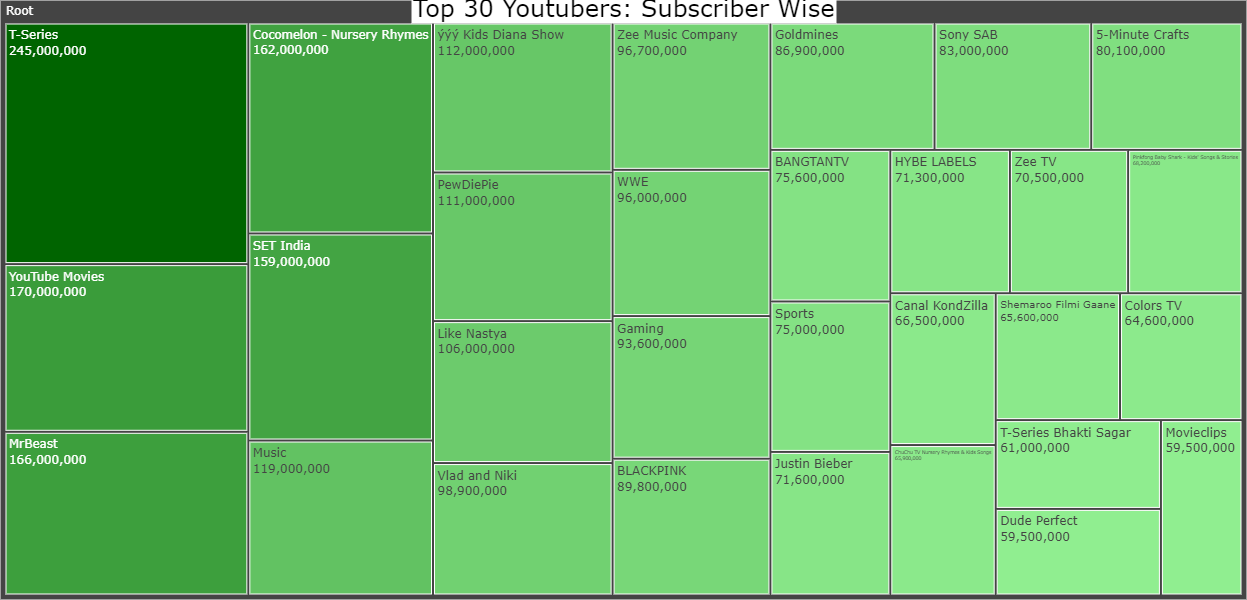 Root
Top 30 Youtubers: Subscriber Wise
T-Series
245,000,000
YouTube Movies
170,000,000
MrBeast
166,000,000
Cocomelon - Nursery Rhymes
162,000,000
SET India
159,000,000
Music
119,000,000
ýýý Kids Diana Show
112,000,000
PewDiePie
111,000,000
Like Nastya
106,000,000
Vlad and Niki
98,900,000
Zee Music Company
96,700,000
WWE
96,000,000
Gaming
93,600,000
BLACKPINK
89,800,000
Goldmines
86,900,000
Sony SAB
83,000,000
5-Minute Crafts
80,100,000
BANGTANTV
75,600,000
Sports
75,000,000
Justin Bieber
71,600,000
HYBE LABELS
71,300,000
Zee TV
70,500,000
Pinkfong Baby Shark - Kids' Songs & Stories
68,200,000
Canal KondZilla
66,500,000
ChuChu TV Nursery Rhymes & Kids Songs
65,900,000
Shemaroo Filmi Gaane
65,600,000
Colors TV
64,600,000
T-Series Bhakti Sagar
61,000,000
Dude Perfect
59,500,000
Movieclips
59,500,000